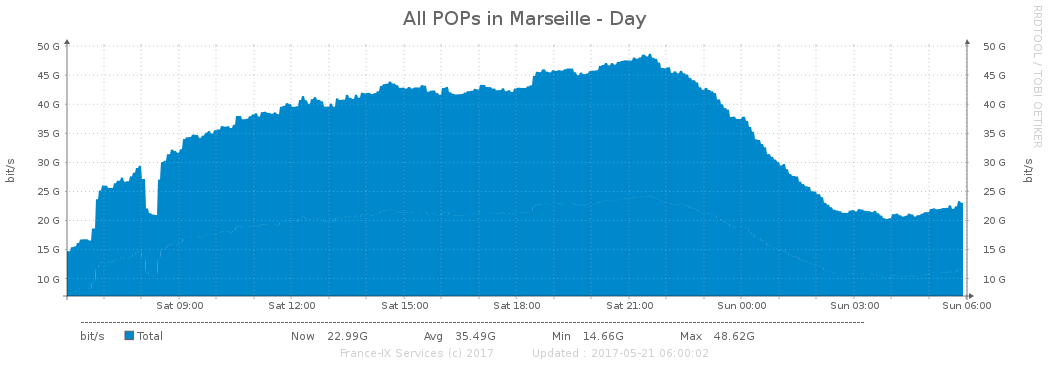 All POPs in Marseille - Day
RRDTOOL / TOBI OETIKER
bit/s
50 G 50 G
45 G 45 G
40 G 40 G
35 G 35 G
30 G 30 G
25 G 25 G
20 G 20 G
15 G 15 G
10 G 10 G
bit/s
Sat 09:00 Sat 12:00 Sat 15:00 Sat 18:00 Sat 21:00 Sun 00:00 Sun 03:00 Sun 06:00
bit/s Total Now 22.99G Avg 35.49G Min 14.66G Max 48.62G
France-IX Services (c) 2017 Updated : 2017-05-21 06:00:02